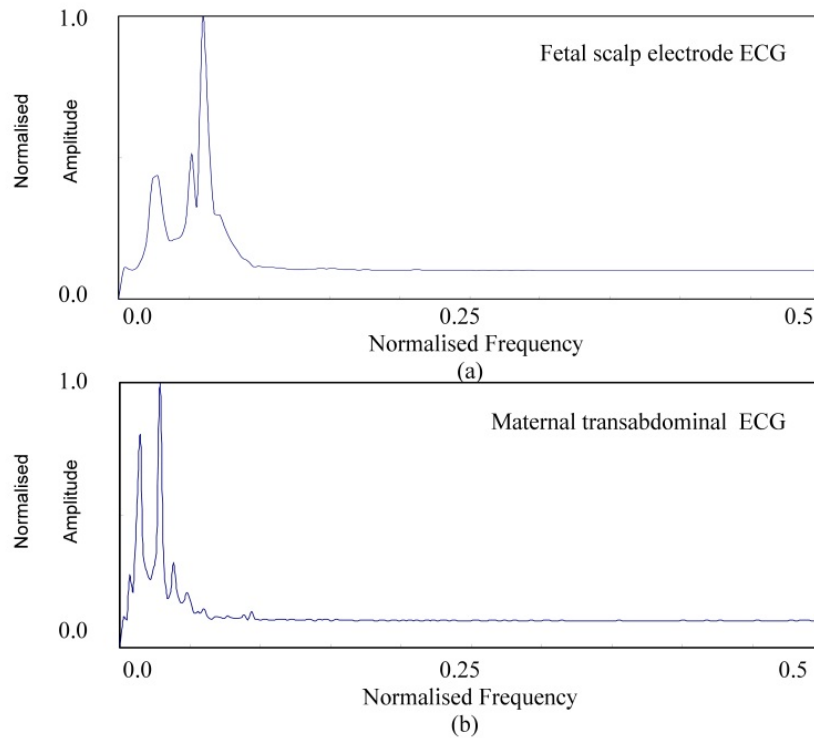 1.0
Fetal scalp electrode ECG
Normalised
Amplitude
0.0
0.0 0.25 0.5
Normalised Frequency
(a)
1.0
Maternal transabdominal ECG
Normalised
Amplitude
0.0
0.0 0.25 0.5
Normalised Frequency
(b)